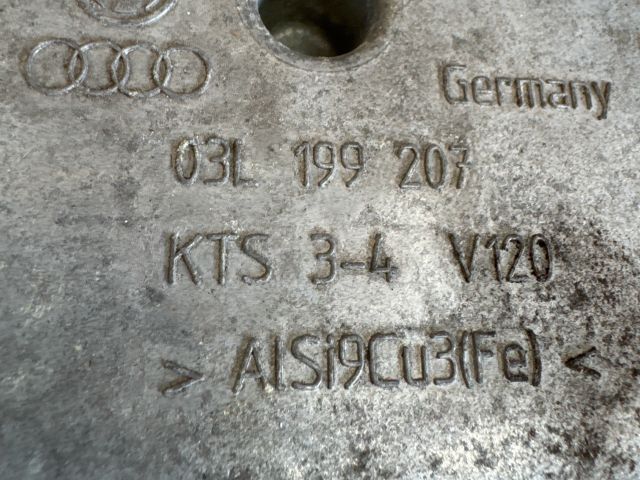 Germany
03L 199 207
KTS 3-4 V120
> AlSi9Cu3(Fe) <